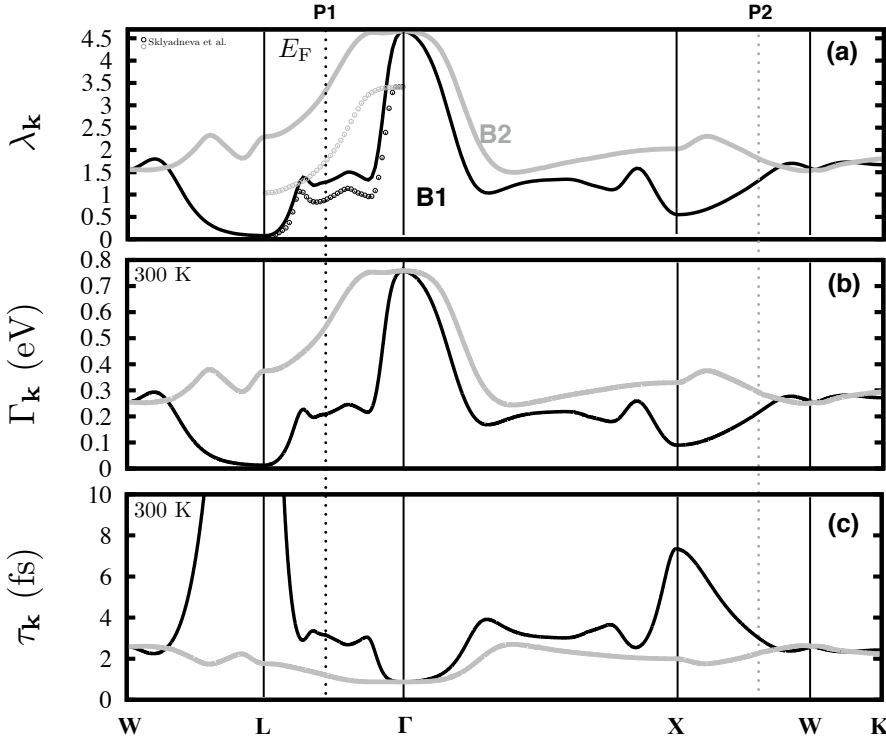 P1 P2
4.5
4
3.5
3
2.5
2
1.5
1
0.5
0
λk
Sklyadneva et al.
EF
(a)
B2
B1
0.8
0.7
0.6
0.5
0.4
0.3
0.2
0.1
0
Γk (eV)
300 K
(b)
10
8
6
4
2
0
τk (fs)
300 K
(c)
W L Γ X W K